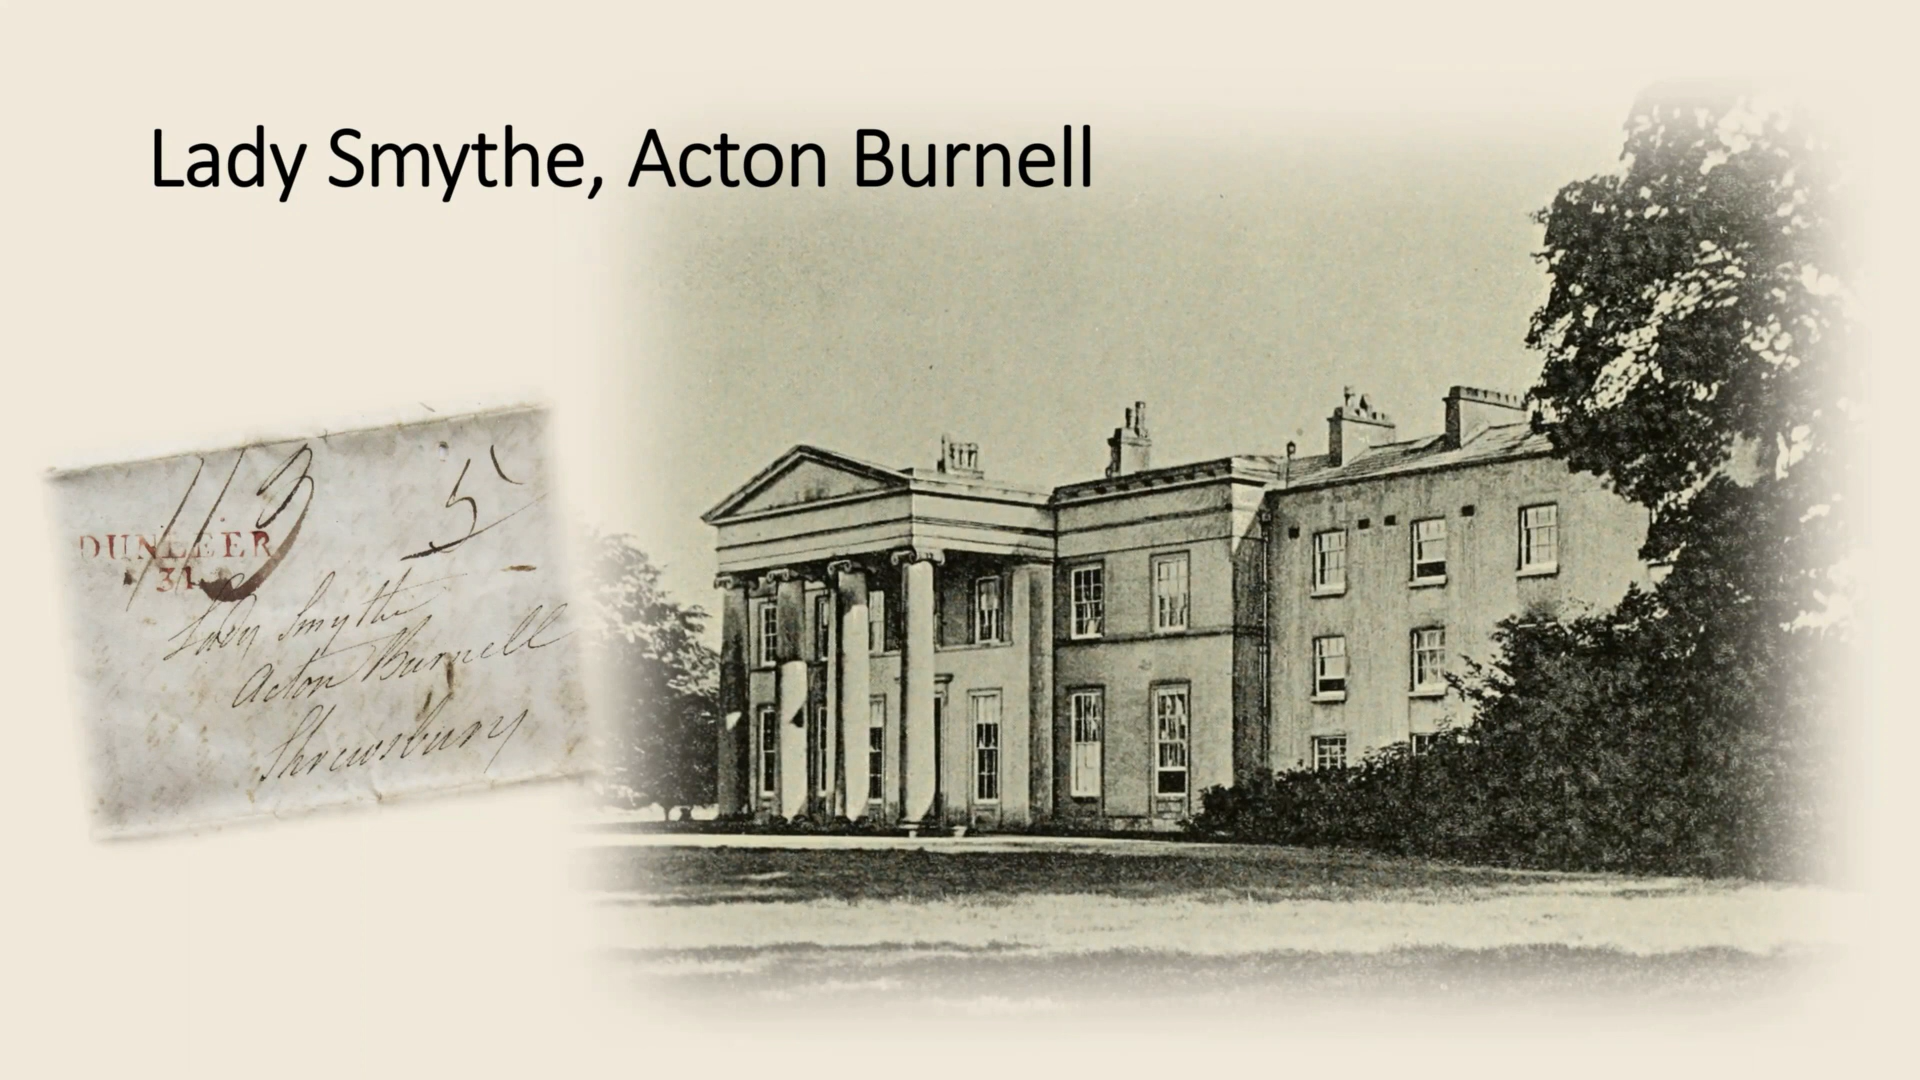 Lady Smythe, Acton Burnell
1/3
5
DUNLEER
31
Lady Smythe
Acton Burnell
Shrewsbury